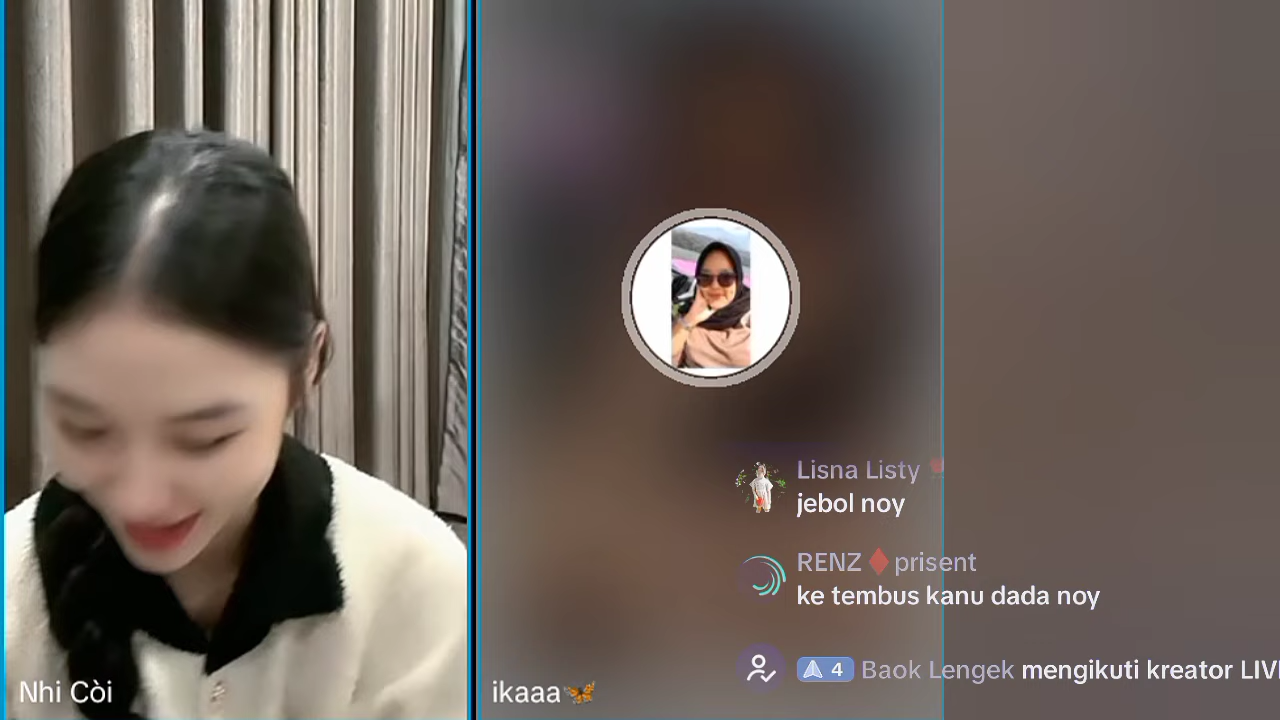 Nhi Còi
ikaaa🦋
Lisna Listy 🌹
jebol noy
RENZ ♦️prisent
ke tembus kanu dada noy
4 Baok Lengek mengikuti kreator LIV